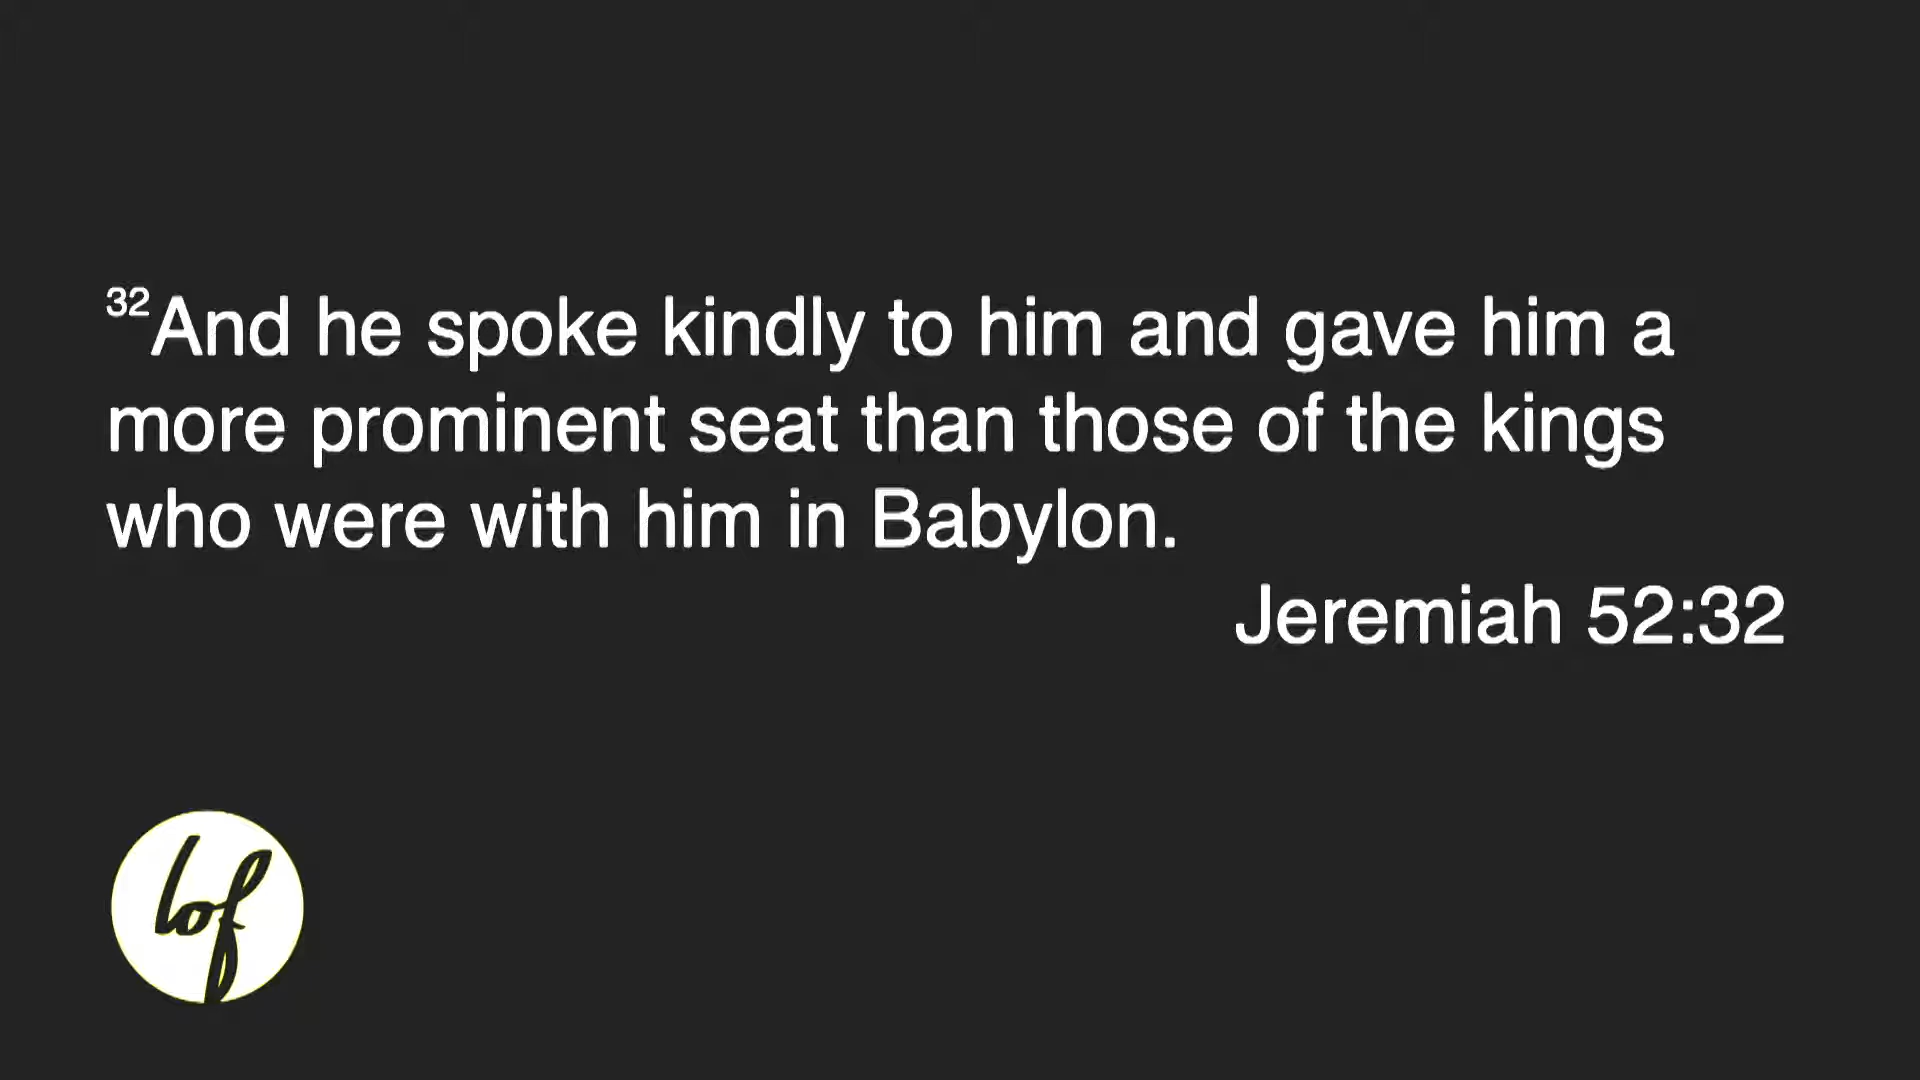 32And he spoke kindly to him and gave him a
more prominent seat than those of the kings
who were with him in Babylon.
Jeremiah 52:32
lof